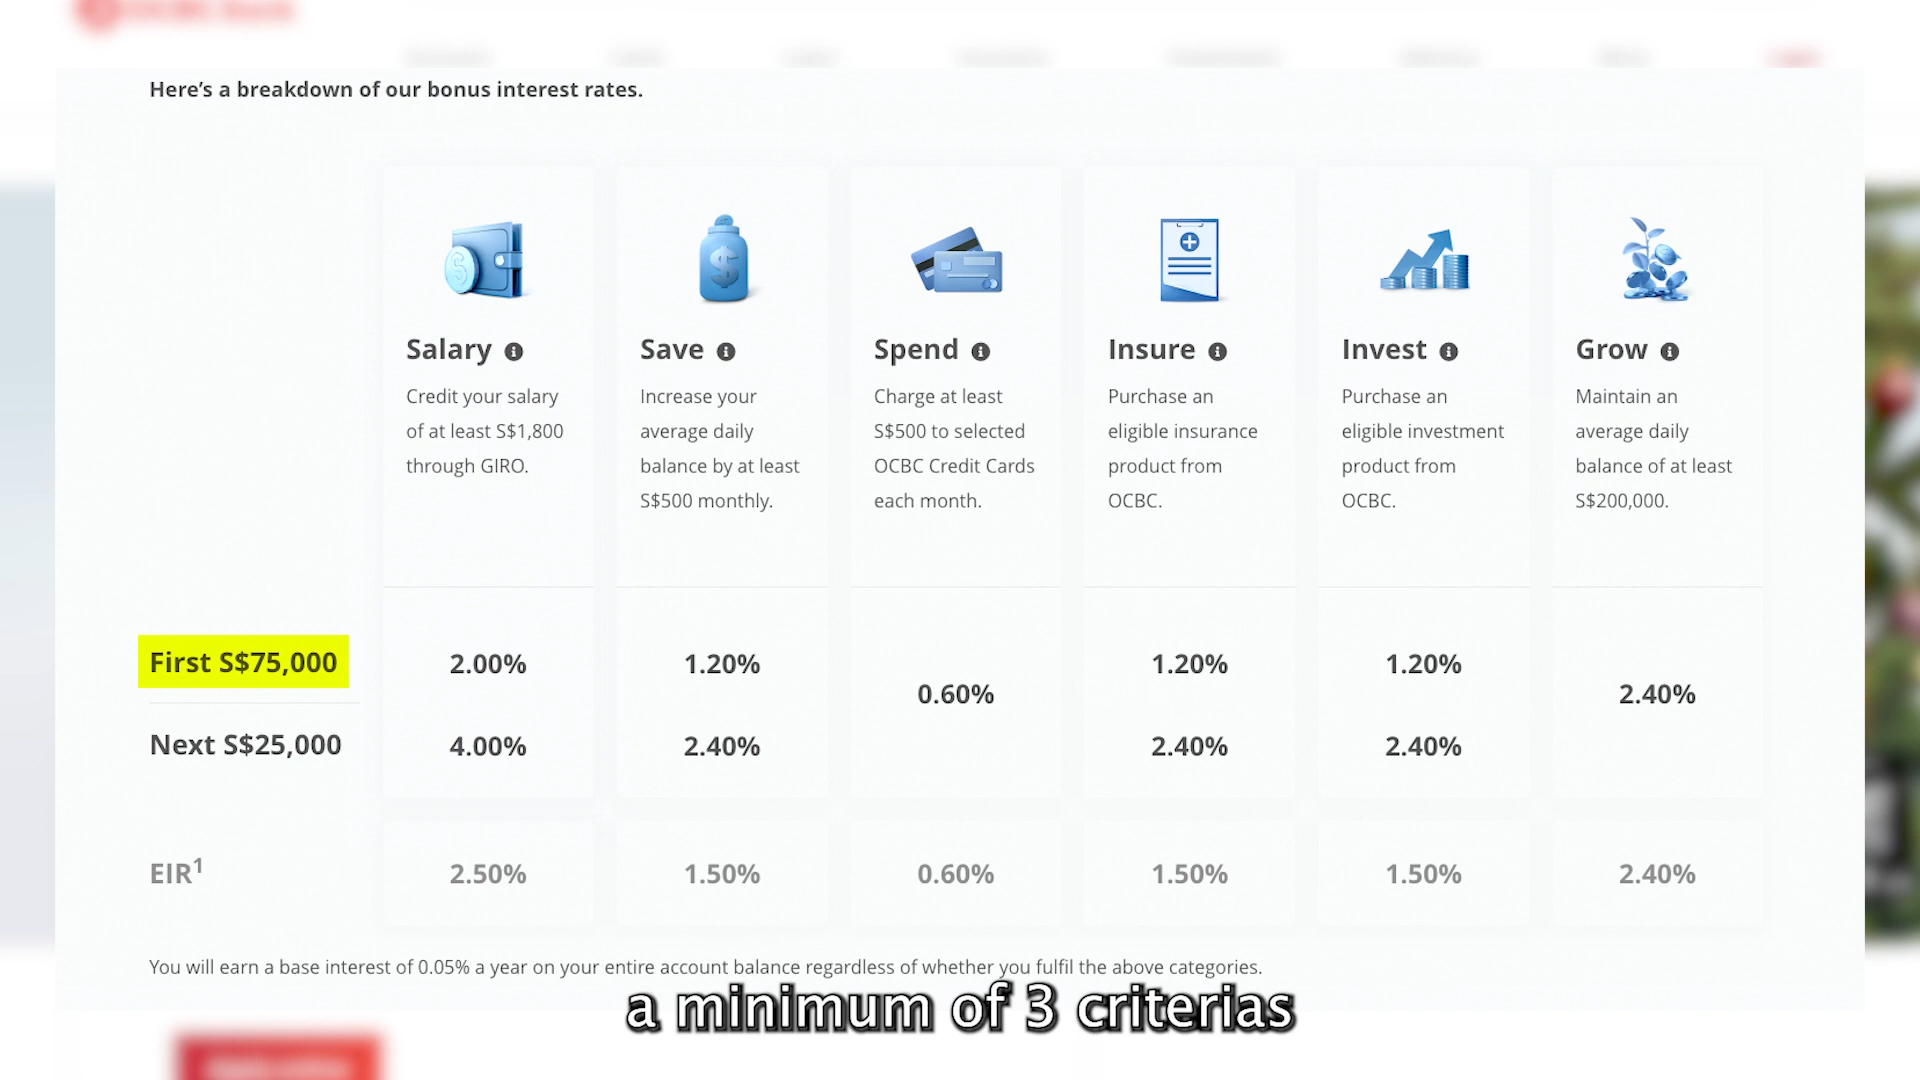 Here’s a breakdown of our bonus interest rates.
Salary
Credit your salary
of at least S$1,800
through GIRO.
Save
Increase your
average daily
balance by at least
S$500 monthly.
Spend
Charge at least
S$500 to selected
OCBC Credit Cards
each month.
Insure
Purchase an
eligible insurance
product from
OCBC.
Invest
Purchase an
eligible investment
product from
OCBC.
Grow
Maintain an
average daily
balance of at least
S$200,000.
First S$75,000
2.00%
1.20%
0.60%
1.20%
1.20%
2.40%
Next S$25,000
4.00%
2.40%
2.40%
2.40%
EIR1
2.50%
1.50%
0.60%
1.50%
1.50%
2.40%
You will earn a base interest of 0.05% a year on your entire account balance regardless of whether you fulfil the above categories.
a minimum of 3 criterias